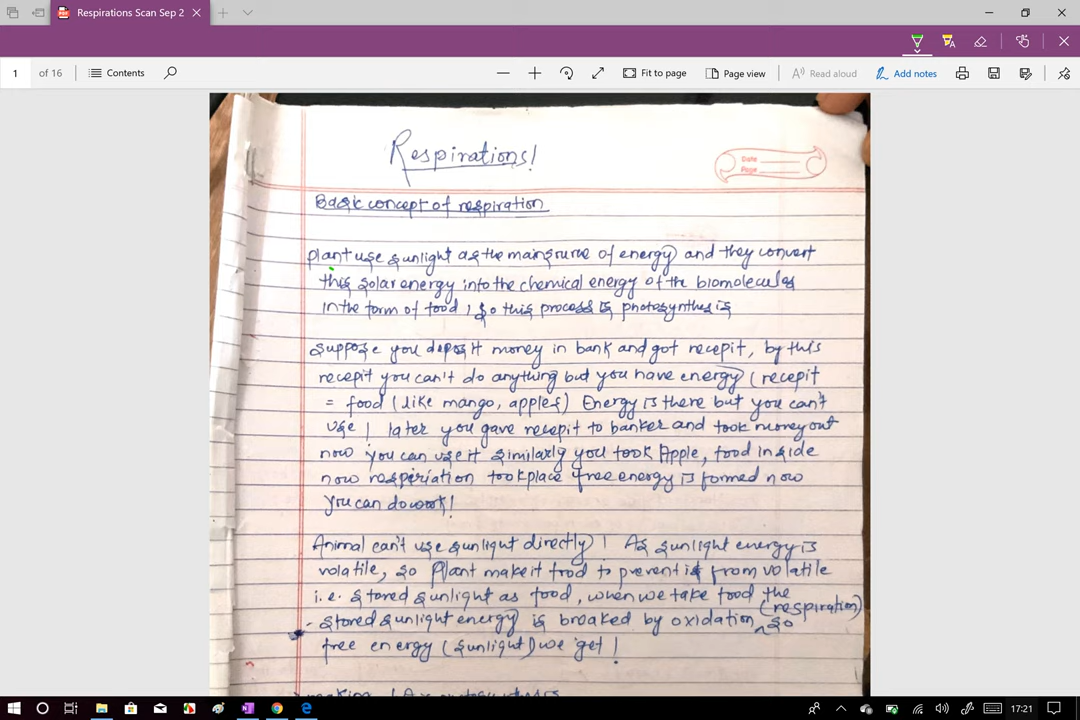 Respirations Scan Sep 2
1 of 16 Contents Fit to page Page view Read aloud Add notes
Respirations!
Date
Page
Basic concept of respiration
plant use sunlight as the main source of energy and they convert
this solar energy into the chemical energy of the biomolecules
in the form of food, so this process is photosynthesis
suppose you deposit money in bank and got recepit, by this
recepit you can't do anything but you have energy (recepit
= food (like mango, apples) Energy is there but you can't
use! later you gave recepit to banker and took money out
now you can use it similarly you took Apple, food inside
now respiriation took place free energy is formed now
you can do work!
Animal can't use sunlight directly! As sunlight energy is
volatile, so Plant make it food to prevent it from volatile
i.e. stored sunlight as food, when we take food the
(respiration)
stored sunlight energy is breaked by oxidation ^ so
free energy (sunlight) we get!
17:21